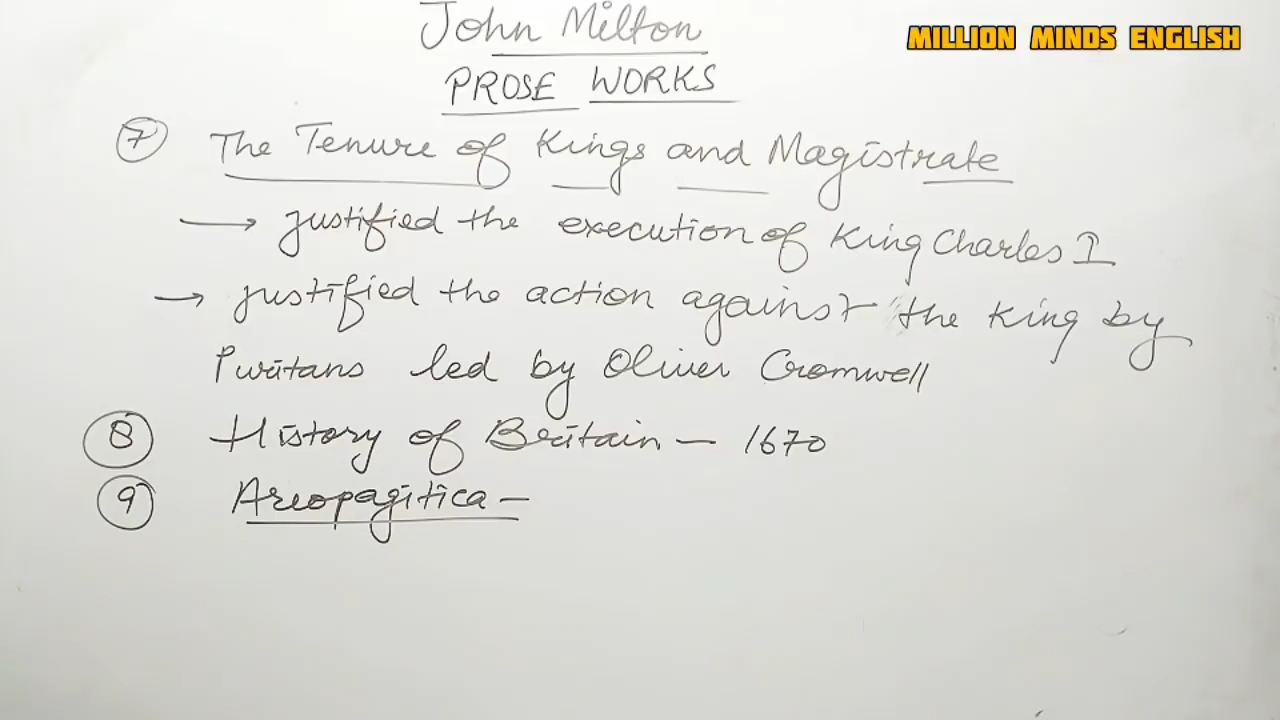 John Milton
MILLION MINDS ENGLISH
PROSE WORKS
7 The Tenure of Kings and Magistrate
→ justified the execution of King Charles I
→ justified the action against the King by
Puritans led by Oliver Cromwell
8 History of Britain - 1670
9 Areopagitica -